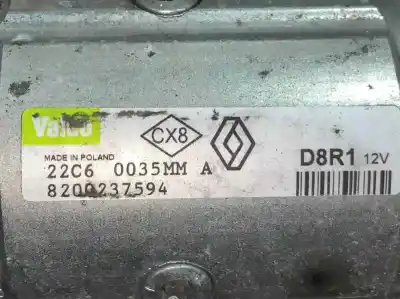 Valeo
CX8
MADE IN POLAND
D8R1 12V
22C6 0035MM A
8200237594